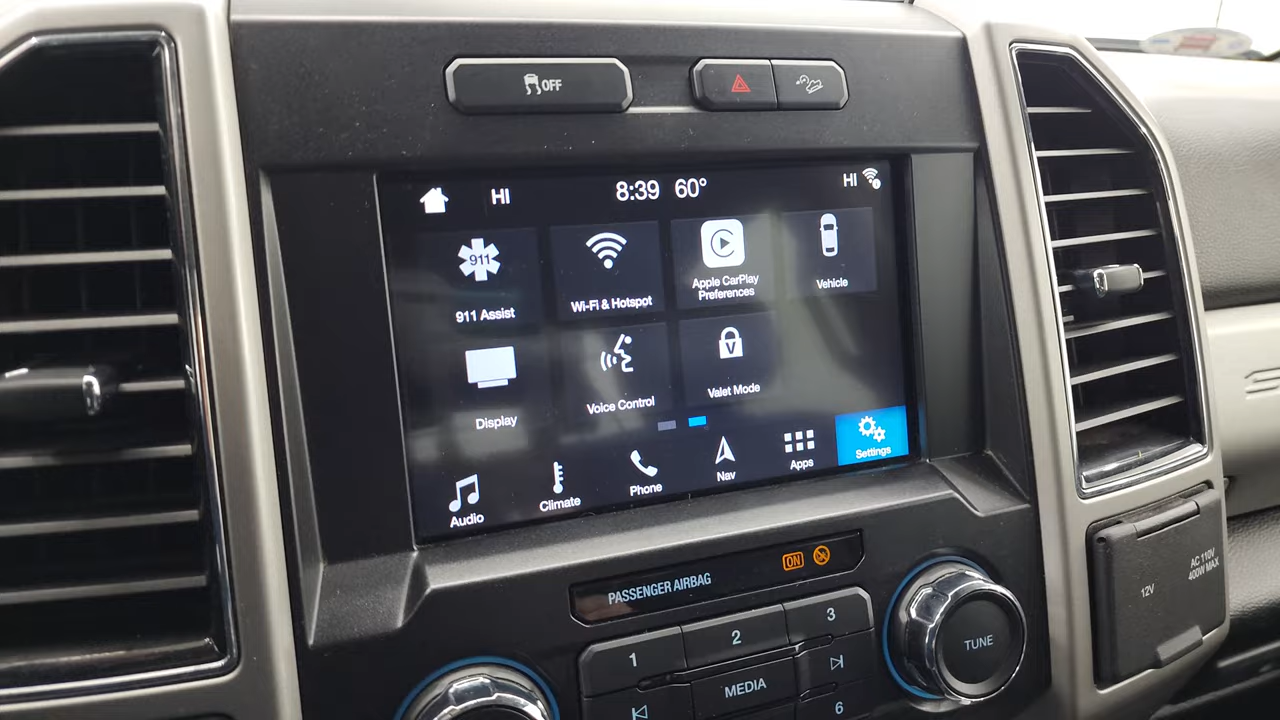 OFF
HI
8:39 60°
HI
911
911 Assist
Wi-Fi & Hotspot
Apple CarPlay
Preferences
Vehicle
Display
Voice Control
V
Valet Mode
Audio
Climate
Phone
Nav
Apps
Settings
PASSENGER AIRBAG
ON
1
2
3
MEDIA
6
TUNE
12V
AC 110V
400W MAX